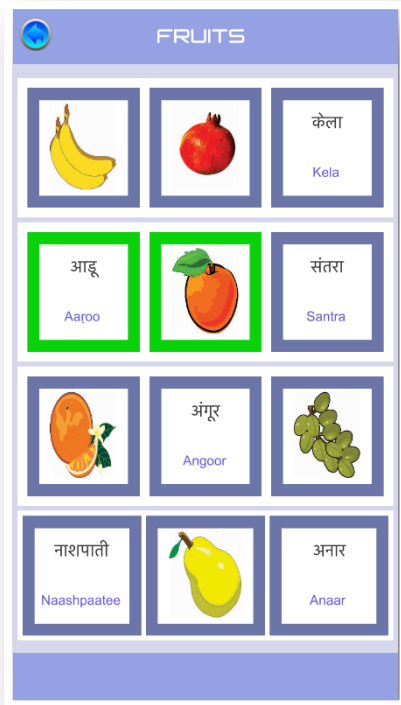 FRUITS
केला
Kela
आडू
Aaṛoo
संतरा
Santra
अंगूर
Angoor
नाशपाती
Naashpaatee
अनार
Anaar